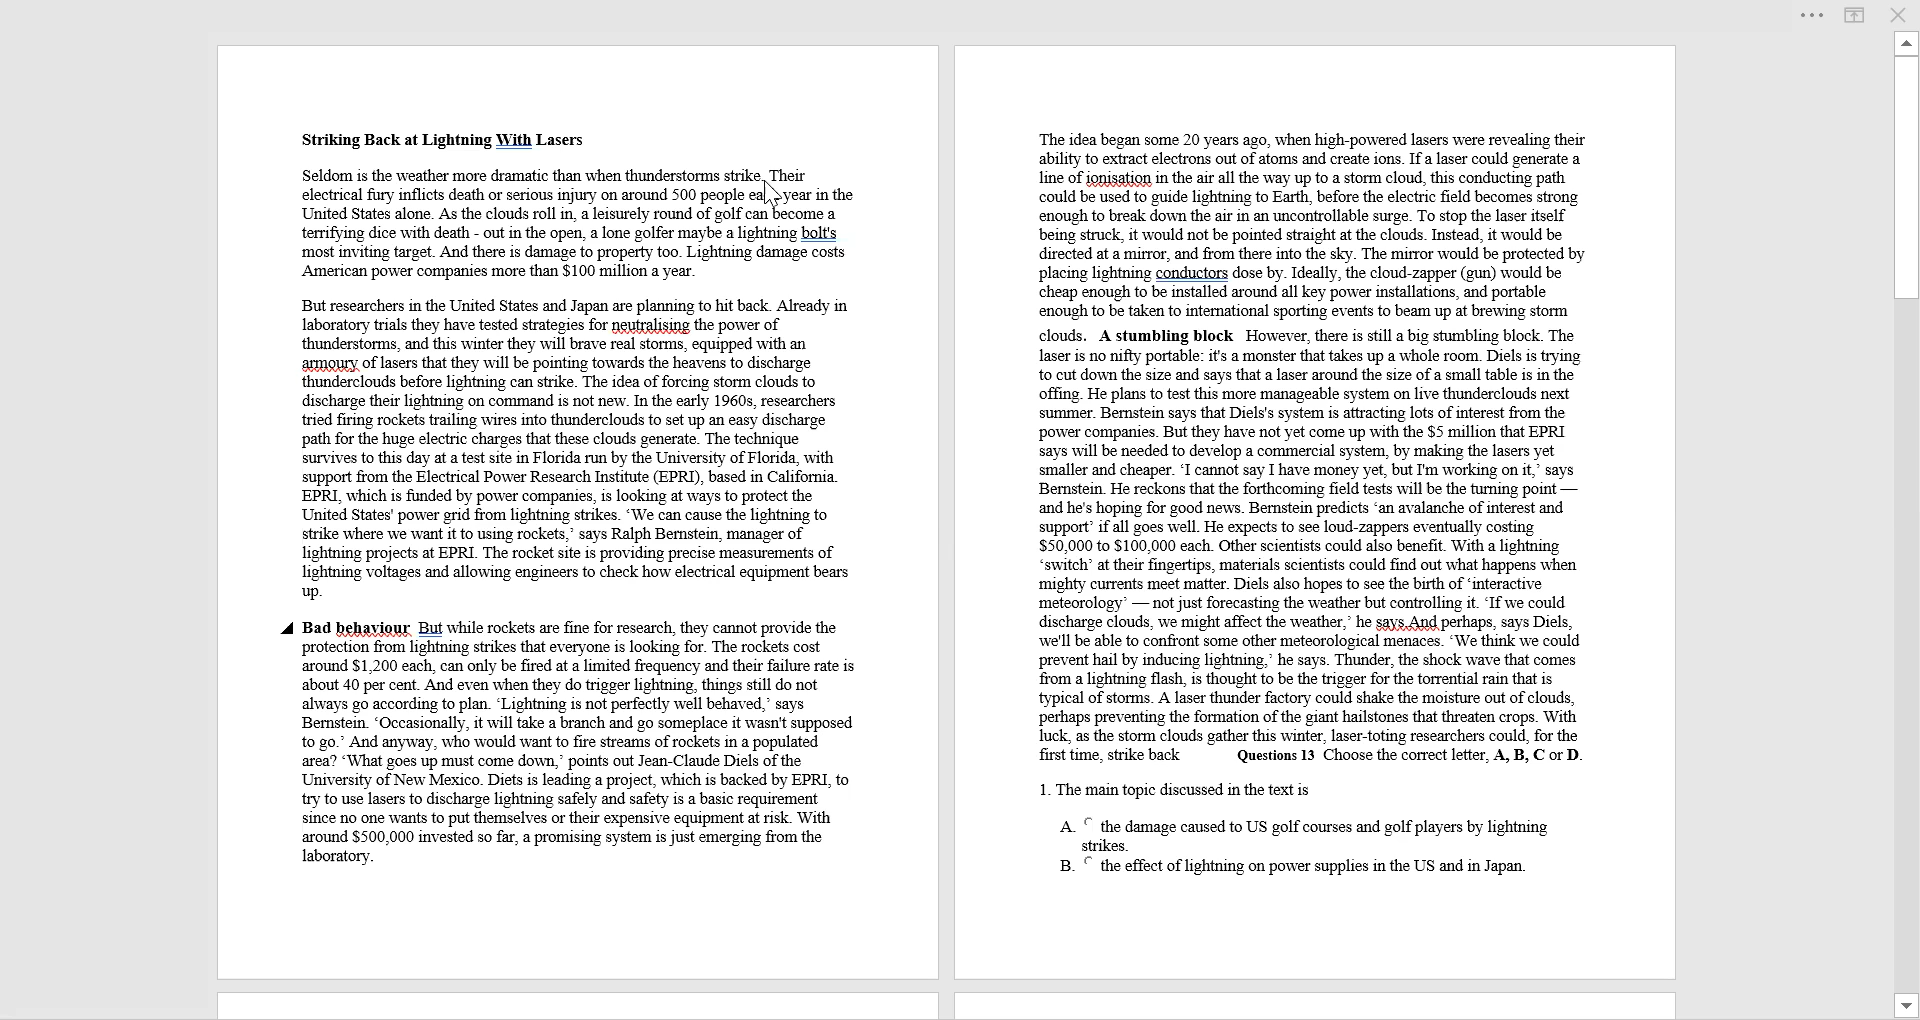 Striking Back at Lightning With Lasers
Seldom is the weather more dramatic than when thunderstorms strike. Their
electrical fury inflicts death or serious injury on around 500 people year in the
United States alone. As the clouds roll in, a leisurely round of golf can become a
terrifying dice with death - out in the open, a lone golfer maybe a lightning bolt's
most inviting target. And there is damage to property too. Lightning damage costs
American power companies more than $100 million a year.
But researchers in the United States and Japan are planning to hit back. Already in
laboratory trials they have tested strategies for neutralising the power of
thunderstorms, and this winter they will brave real storms, equipped with an
armoury of lasers that they will be pointing towards the heavens to discharge
thunderclouds before lightning can strike. The idea of forcing storm clouds to
discharge their lightning on command is not new. In the early 1960s, researchers
tried firing rockets trailing wires into thunderclouds to set up an easy discharge
path for the huge electric charges that these clouds generate. The technique
survives to this day at a test site in Florida run by the University of Florida, with
support from the Electrical Power Research Institute (EPRI), based in California.
EPRI, which is funded by power companies, is looking at ways to protect the
United States' power grid from lightning strikes. ‘We can cause the lightning to
strike where we want it to using rockets,’ says Ralph Bernstein, manager of
lightning projects at EPRI. The rocket site is providing precise measurements of
lightning voltages and allowing engineers to check how electrical equipment bears
up.
Bad behaviour But while rockets are fine for research, they cannot provide the
protection from lightning strikes that everyone is looking for. The rockets cost
around $1,200 each, can only be fired at a limited frequency and their failure rate is
about 40 per cent. And even when they do trigger lightning, things still do not
always go according to plan. ‘Lightning is not perfectly well behaved,’ says
Bernstein. ‘Occasionally, it will take a branch and go someplace it wasn't supposed
to go.’ And anyway, who would want to fire streams of rockets in a populated
area? ‘What goes up must come down,’ points out Jean-Claude Diels of the
University of New Mexico. Diets is leading a project, which is backed by EPRI, to
try to use lasers to discharge lightning safely and safety is a basic requirement
since no one wants to put themselves or their expensive equipment at risk. With
around $500,000 invested so far, a promising system is just emerging from the
laboratory.
The idea began some 20 years ago, when high-powered lasers were revealing their
ability to extract electrons out of atoms and create ions. If a laser could generate a
line of ionisation in the air all the way up to a storm cloud, this conducting path
could be used to guide lightning to Earth, before the electric field becomes strong
enough to break down the air in an uncontrollable surge. To stop the laser itself
being struck, it would not be pointed straight at the clouds. Instead, it would be
directed at a mirror, and from there into the sky. The mirror would be protected by
placing lightning conductors dose by. Ideally, the cloud-zapper (gun) would be
cheap enough to be installed around all key power installations, and portable
enough to be taken to international sporting events to beam up at brewing storm
clouds. A stumbling block However, there is still a big stumbling block. The
laser is no nifty portable: it's a monster that takes up a whole room. Diels is trying
to cut down the size and says that a laser around the size of a small table is in the
offing. He plans to test this more manageable system on live thunderclouds next
summer. Bernstein says that Diels's system is attracting lots of interest from the
power companies. But they have not yet come up with the $5 million that EPRI
says will be needed to develop a commercial system, by making the lasers yet
smaller and cheaper. ‘I cannot say I have money yet, but I'm working on it,’ says
Bernstein. He reckons that the forthcoming field tests will be the turning point —
and he's hoping for good news. Bernstein predicts ‘an avalanche of interest and
support’ if all goes well. He expects to see loud-zappers eventually costing
$50,000 to $100,000 each. Other scientists could also benefit. With a lightning
‘switch’ at their fingertips, materials scientists could find out what happens when
mighty currents meet matter. Diels also hopes to see the birth of ‘interactive
meteorology’ — not just forecasting the weather but controlling it. ‘If we could
discharge clouds, we might affect the weather,’ he says.And perhaps, says Diels,
we'll be able to confront some other meteorological menaces. ‘We think we could
prevent hail by inducing lightning,’ he says. Thunder, the shock wave that comes
from a lightning flash, is thought to be the trigger for the torrential rain that is
typical of storms. A laser thunder factory could shake the moisture out of clouds,
perhaps preventing the formation of the giant hailstones that threaten crops. With
luck, as the storm clouds gather this winter, laser-toting researchers could, for the
first time, strike back Questions 13 Choose the correct letter, A, B, C or D.
1. The main topic discussed in the text is
A. the damage caused to US golf courses and golf players by lightning
strikes.
B. the effect of lightning on power supplies in the US and in Japan.